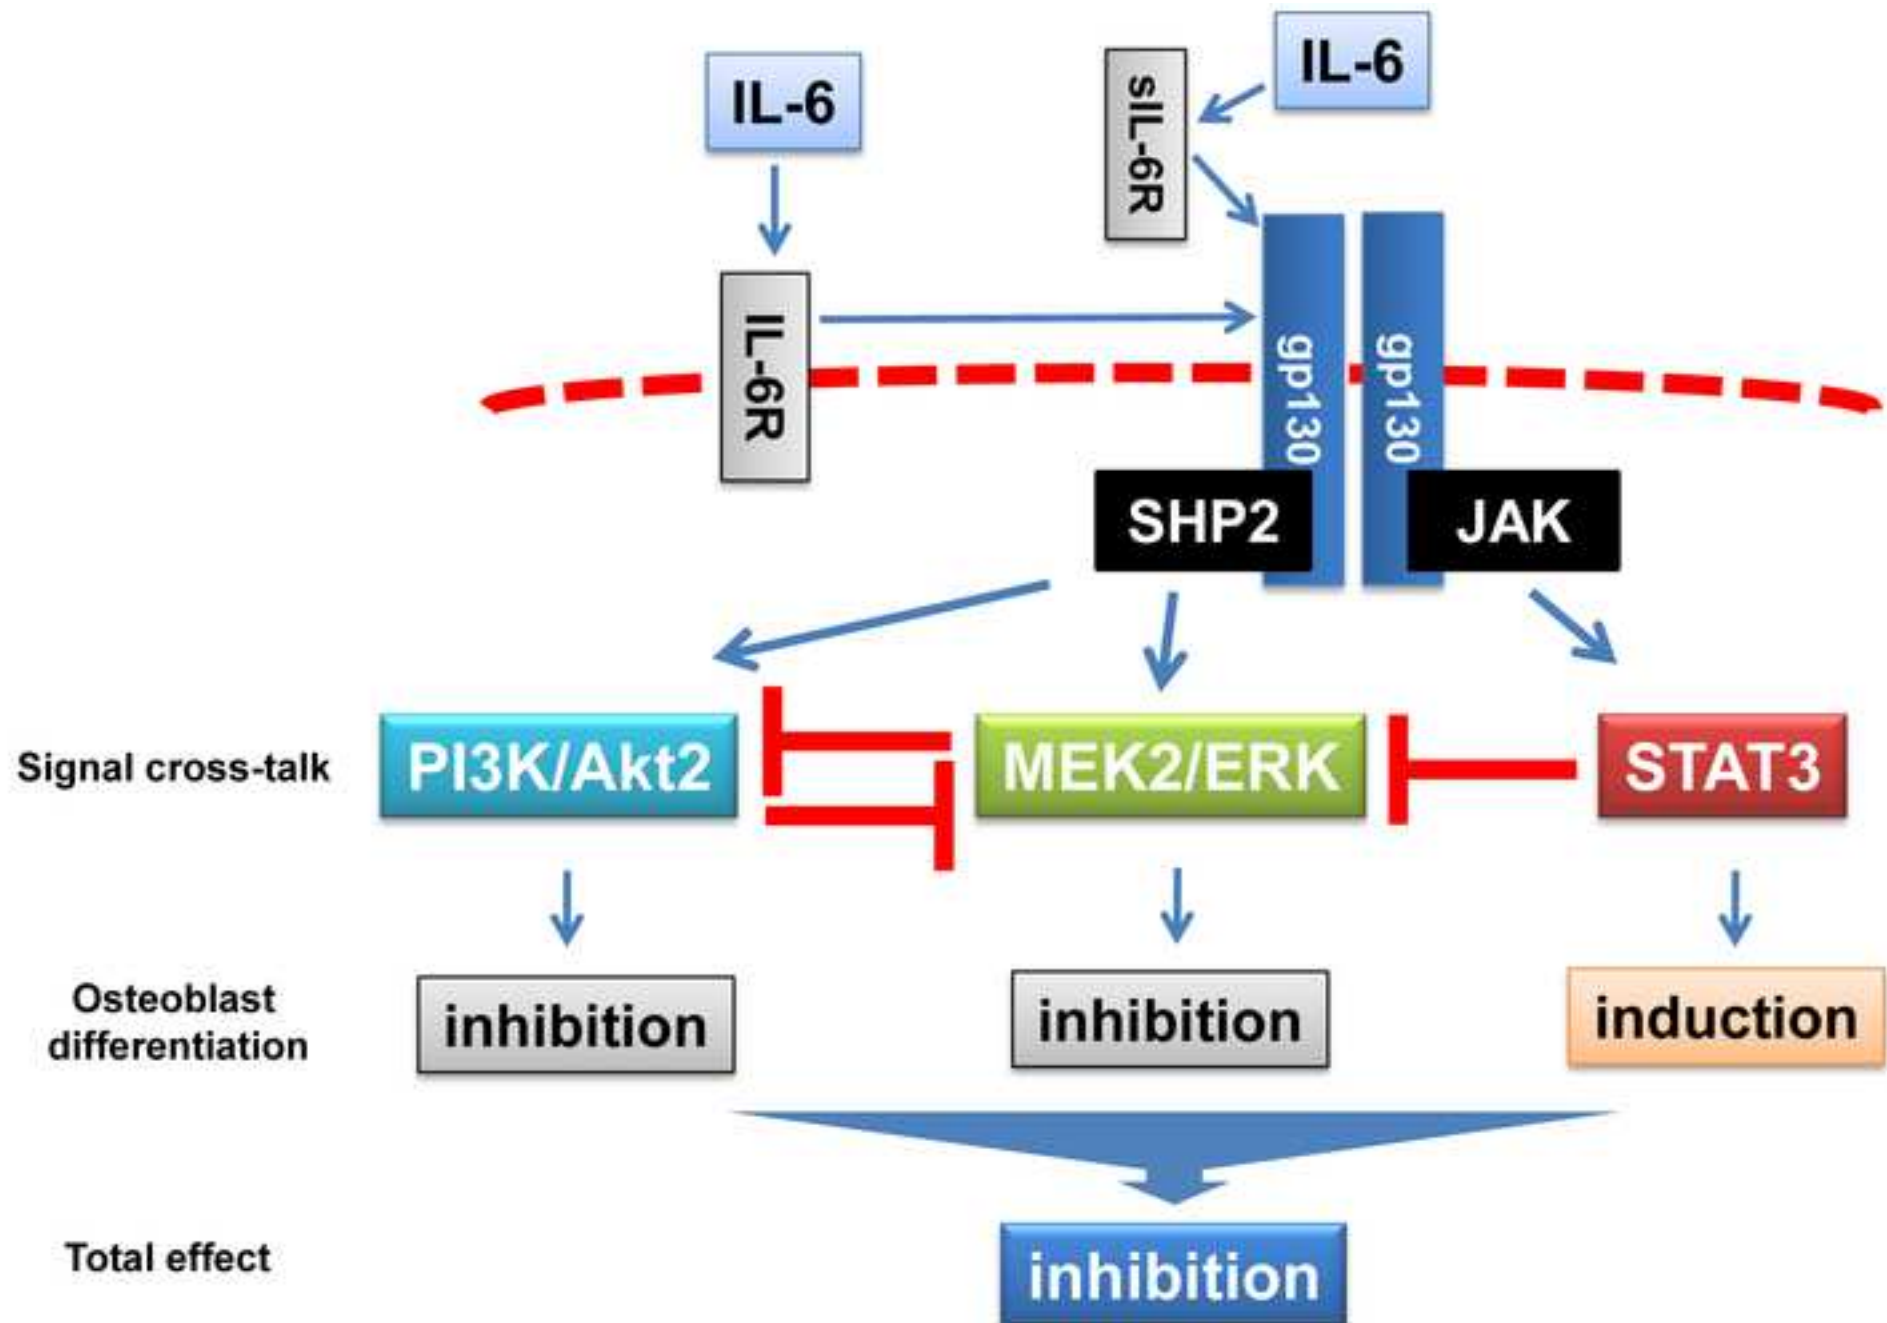 IL-6
IL-6
sIL-6R
IL-6R
gp130
gp130
SHP2
JAK
Signal cross-talk
PI3K/Akt2
MEK2/ERK
STAT3
Osteoblast
differentiation
inhibition
inhibition
induction
Total effect
inhibition